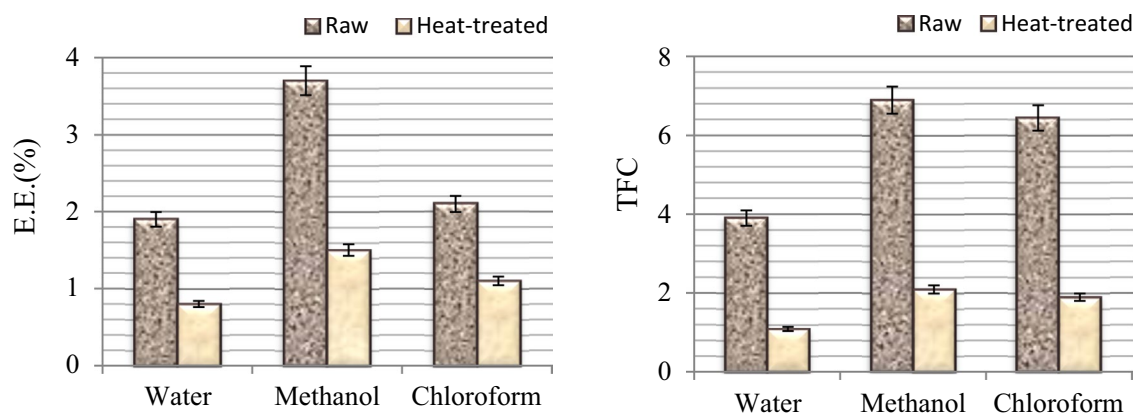 Raw Heat-treated
4
3
2
1
0
E.E.(%)
Water Methanol Chloroform
Raw Heat-treated
8
6
4
2
0
TFC
Water Methanol Chloroform